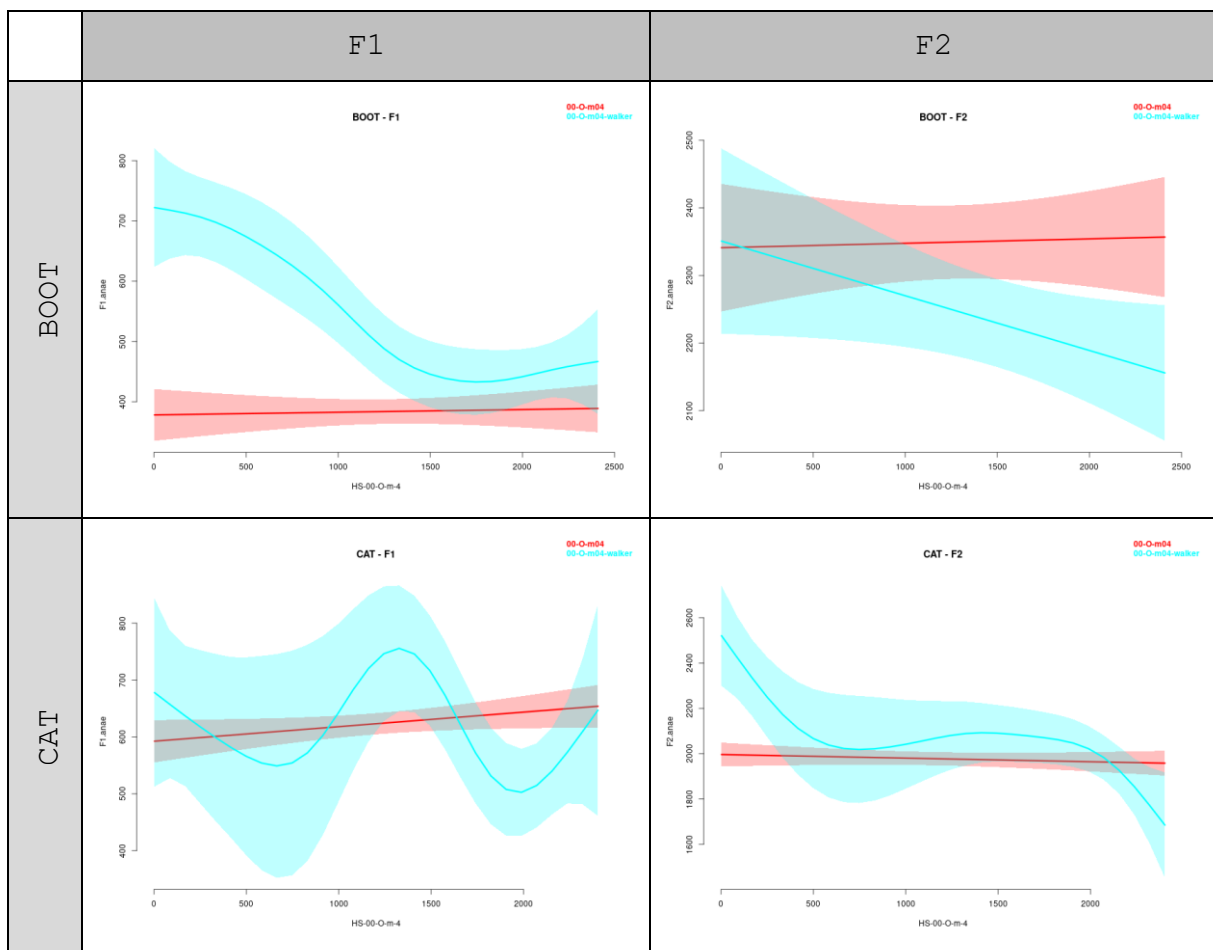 F1
F2
BOOT
BOOT - F1
00-O-m04
00-O-m04-walker
F1.anae
800
700
600
500
400
0 500 1000 1500 2000 2500
HS-00-O-m-4
BOOT - F2
00-O-m04
00-O-m04-walker
F2.anae
2500
2400
2300
2200
2100
0 500 1000 1500 2000 2500
HS-00-O-m-4
CAT
CAT - F1
00-O-m04
00-O-m04-walker
F1.anae
800
700
600
500
400
0 500 1000 1500 2000
HS-00-O-m-4
CAT - F2
00-O-m04
00-O-m04-walker
F2.anae
2600
2400
2200
2000
1800
1600
0 500 1000 1500 2000
HS-00-O-m-4